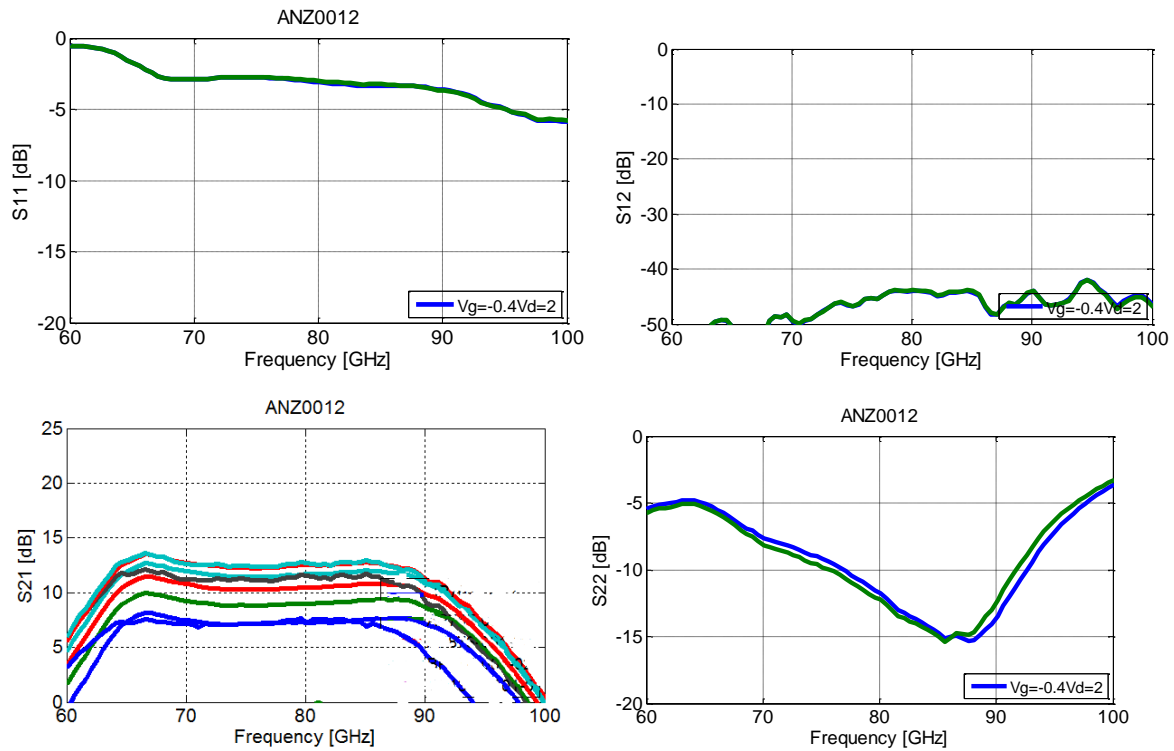 ANZ0012
0
-5
-10
-15
-20
S11 [dB]
60 70 80 90 100
Frequency [GHz]
Vg=-0.4Vd=2
0
-10
-20
-30
-40
-50
S12 [dB]
60 70 80 90 100
Frequency [GHz]
Vg=-0.4Vd=2
ANZ0012
25
20
15
10
5
0
S21 [dB]
60 70 80 90 100
Frequency [GHz]
ANZ0012
0
-5
-10
-15
-20
S22 [dB]
60 70 80 90 100
Frequency [GHz]
Vg=-0.4Vd=2